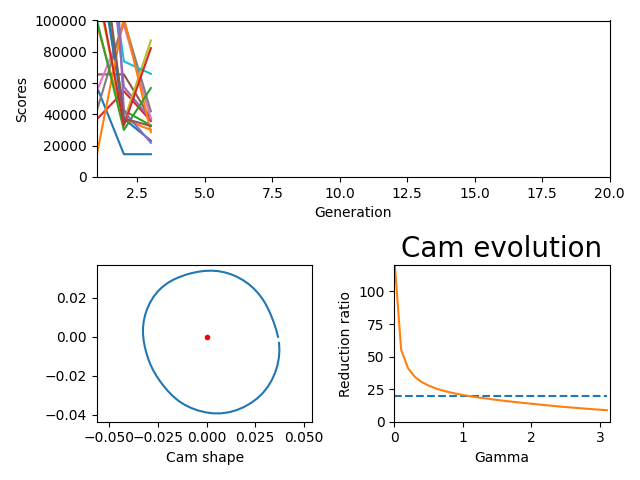 100000
80000
60000
40000
20000
0
Scores
2.5 5.0 7.5 10.0 12.5 15.0 17.5 20.0
Generation
Cam evolution
0.02
0.00
−0.02
−0.04
−0.050 −0.025 0.000 0.025 0.050
Cam shape
100
75
50
25
0
Reduction ratio
0 1 2 3
Gamma